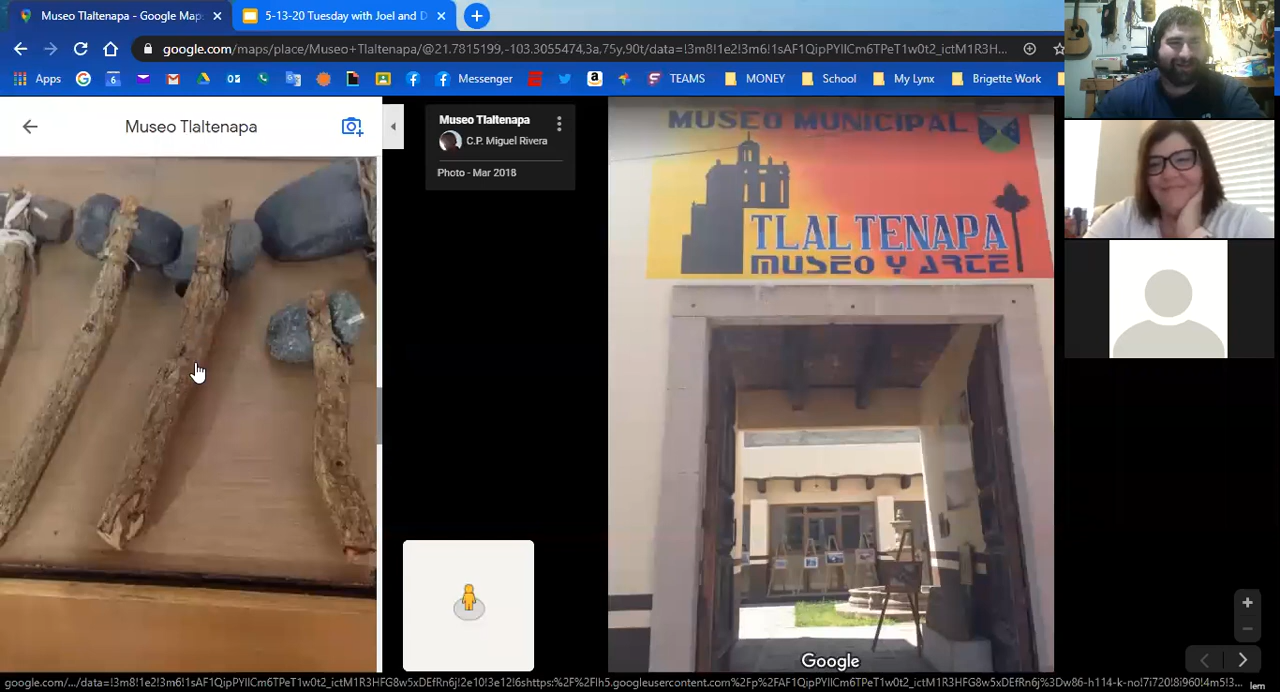 Museo Tlaltenapa - Google Map
5-13-20 Tuesday with Joel and D
google.com/maps/place/Museo+Tlaltenapa/@21.7815199,-103.3055474,3a,75y,90t/data=!3m8!1e2!3m6!1sAF1QipPYIlCm6TPeT1w0t2_ictM1R3H...
Apps
6
Messenger
TEAMS
MONEY
School
My Lynx
Brigette Work
Museo Tlaltenapa
Museo Tlaltenapa
C.P. Miguel Rivera
Photo - Mar 2018
MUSEO MUNICIPAL
TLALTENAPA
MUSEO Y ARTE
Google
lem